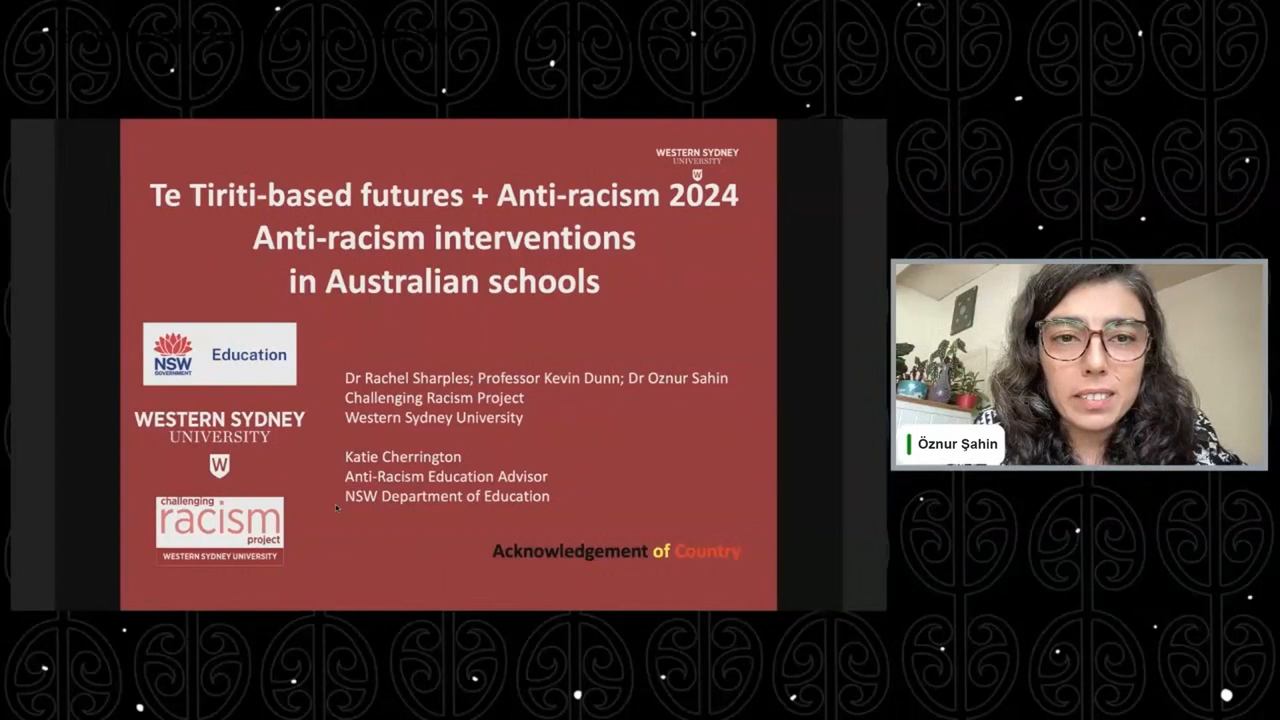 WESTERN SYDNEY
UNIVERSITY
W
Te Tiriti-based futures + Anti-racism 2024
Anti-racism interventions
in Australian schools
NSW
GOVERNMENT
Education
WESTERN SYDNEY
UNIVERSITY
W
challenging
racism
project
WESTERN SYDNEY UNIVERSITY
Dr Rachel Sharples; Professor Kevin Dunn; Dr Oznur Sahin
Challenging Racism Project
Western Sydney University
Katie Cherrington
Anti-Racism Education Advisor
NSW Department of Education
Acknowledgement of Country
Öznur Şahin